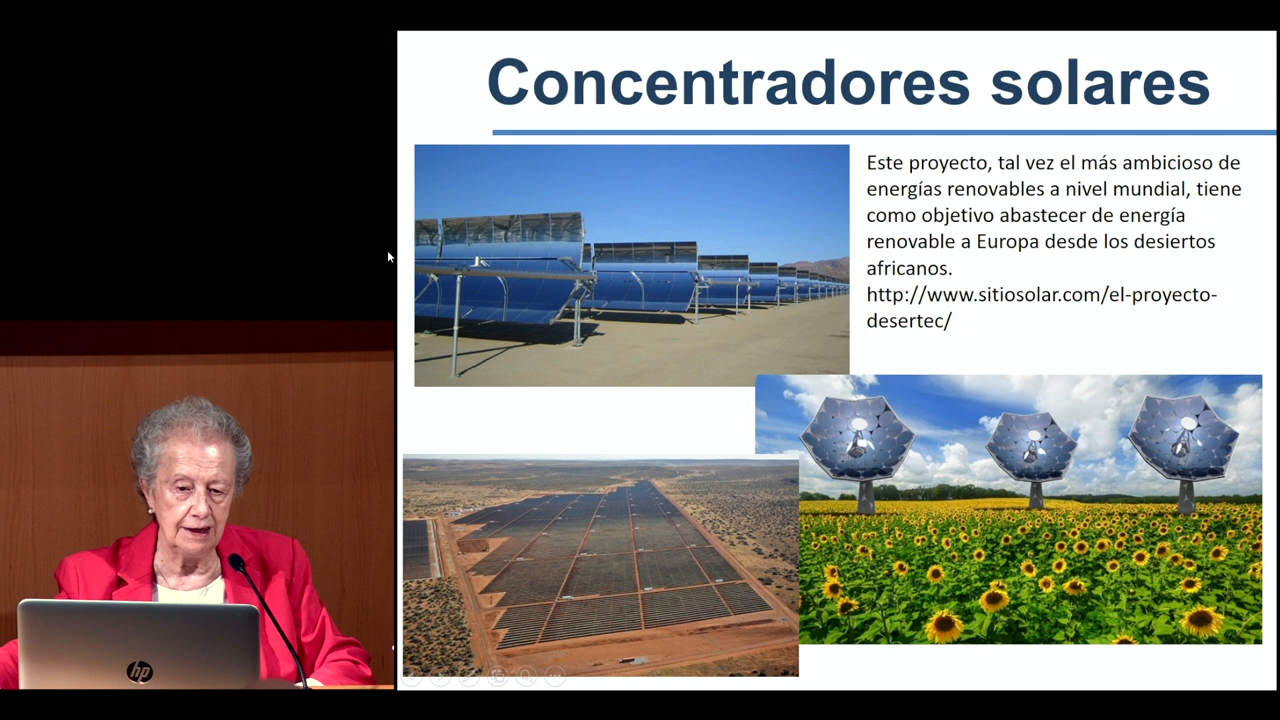 Concentradores solares
Este proyecto, tal vez el más ambicioso de
energías renovables a nivel mundial, tiene
como objetivo abastecer de energía
renovable a Europa desde los desiertos
africanos.
http://www.sitiosolar.com/el-proyecto-
desertec/
hp